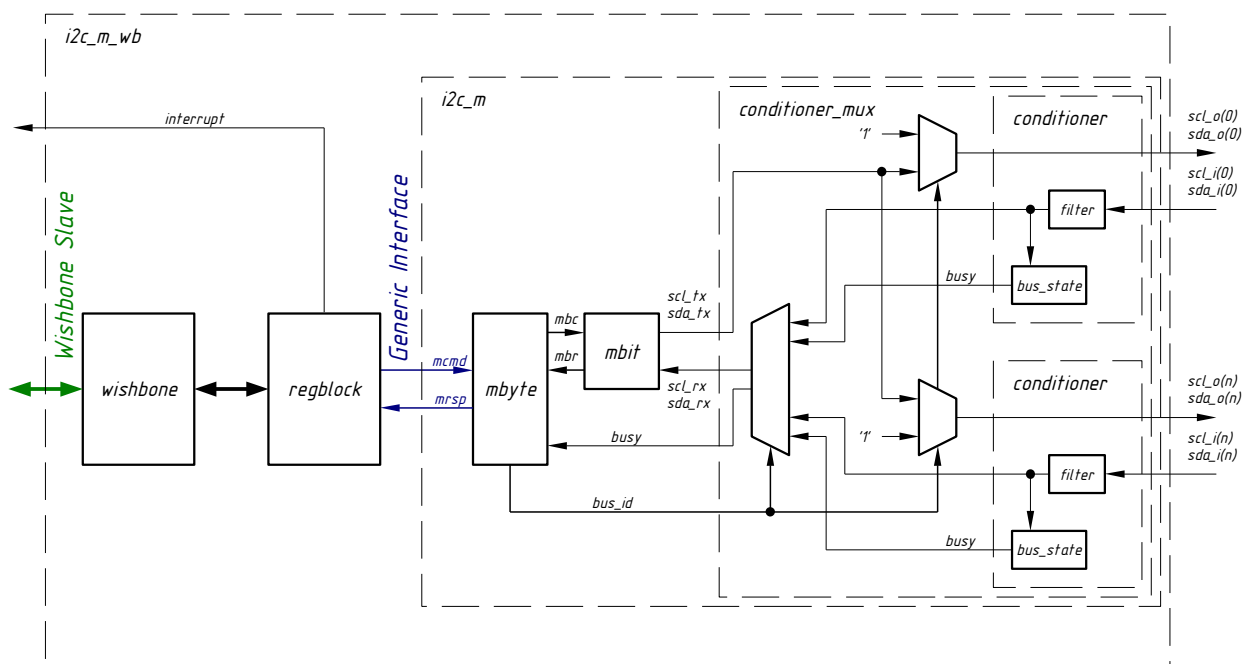 i2c_m_wb
i2c_m
conditioner_mux
conditioner
scl_o(0)
sda_o(0)
interrupt
'1'
scl_i(0)
sda_i(0)
filter
Wishbone Slave
Generic Interface
busy
bus_state
scl_tx
sda_tx
mbc
mbit
wishbone
regblock
mcmd
mbyte
mbr
mrsp
scl_rx
sda_rx
conditioner
scl_o(n)
sda_o(n)
busy
'1'
scl_i(n)
sda_i(n)
filter
bus_id
busy
bus_state